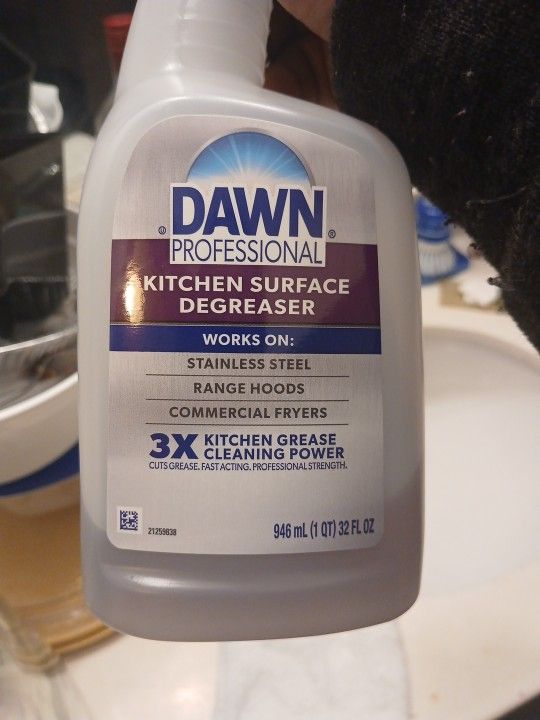 DAWN
PROFESSIONAL
KITCHEN SURFACE
DEGREASER
WORKS ON:
STAINLESS STEEL
RANGE HOODS
COMMERCIAL FRYERS
3X KITCHEN GREASE
CLEANING POWER
CUTS GREASE. FAST ACTING. PROFESSIONAL STRENGTH.
21259838
946 mL (1 QT) 32 FL OZ